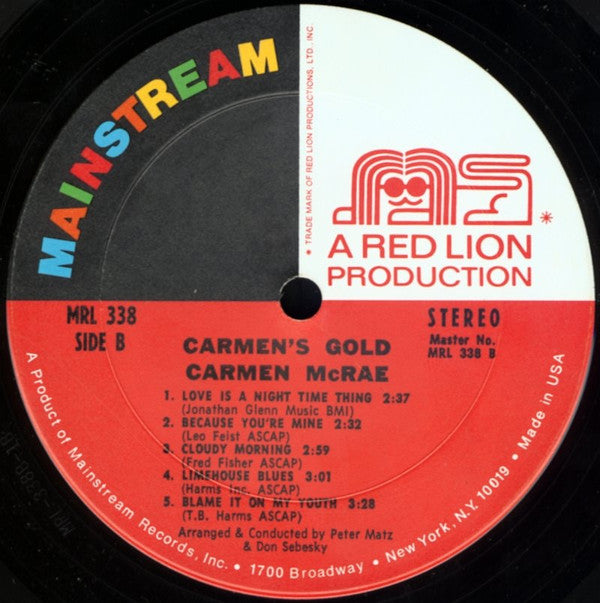 MAINSTREAM
• TRADE MARK OF RED LION PRODUCTIONS, LTD., INC.
*
A RED LION
PRODUCTION
MRL 338
SIDE B
STEREO
Master No.
MRL 338 B
CARMEN'S GOLD
CARMEN McRAE
1. LOVE IS A NIGHT TIME THING 2:37
(Jonathan Glenn Music BMI)
2. BECAUSE YOU'RE MINE 2:32
(Leo Feist ASCAP)
3. CLOUDY MORNING 2:59
(Fred Fisher ASCAP)
4. LIMEHOUSE BLUES 3:01
(Harms Inc. ASCAP)
5. BLAME IT ON MY YOUTH 3:28
(T.B. Harms ASCAP)
Arranged & Conducted by Peter Matz
& Don Sebesky
A Product of Mainstream Records, Inc. • 1700 Broadway • New York, N.Y. 10019 • Made in USA